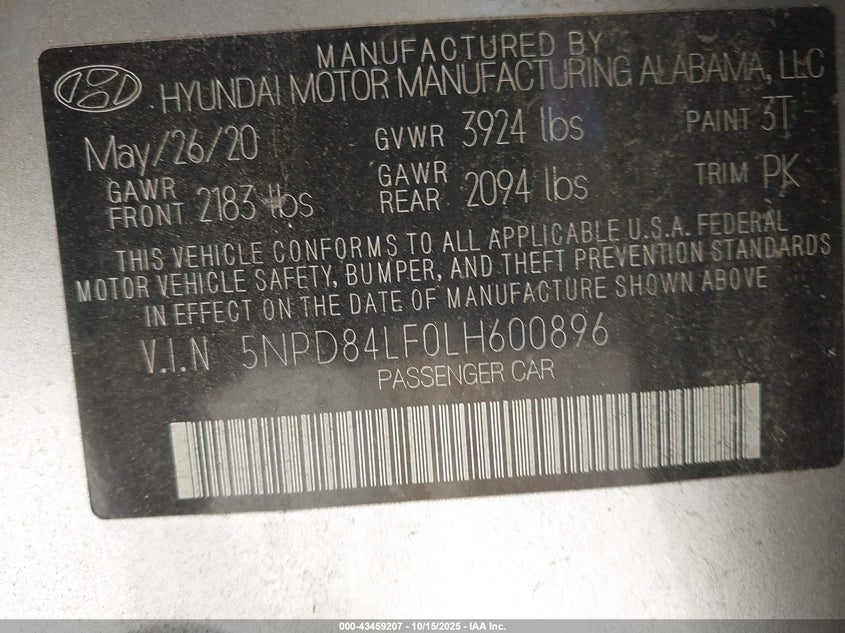 MANUFACTURED BY
HYUNDAI MOTOR MANUFACTURING ALABAMA, LLC
May/26/20 GVWR 3924 lbs PAINT 3T
GAWR FRONT 2183 lbs GAWR REAR 2094 lbs TRIM PK
THIS VEHICLE CONFORMS TO ALL APPLICABLE U.S.A. FEDERAL
MOTOR VEHICLE SAFETY, BUMPER, AND THEFT PREVENTION STANDARDS
IN EFFECT ON THE DATE OF MANUFACTURE SHOWN ABOVE
V.I.N 5NPD84LF0LH600896
PASSENGER CAR
000-43459207 - 10/15/2025 - IAA Inc.